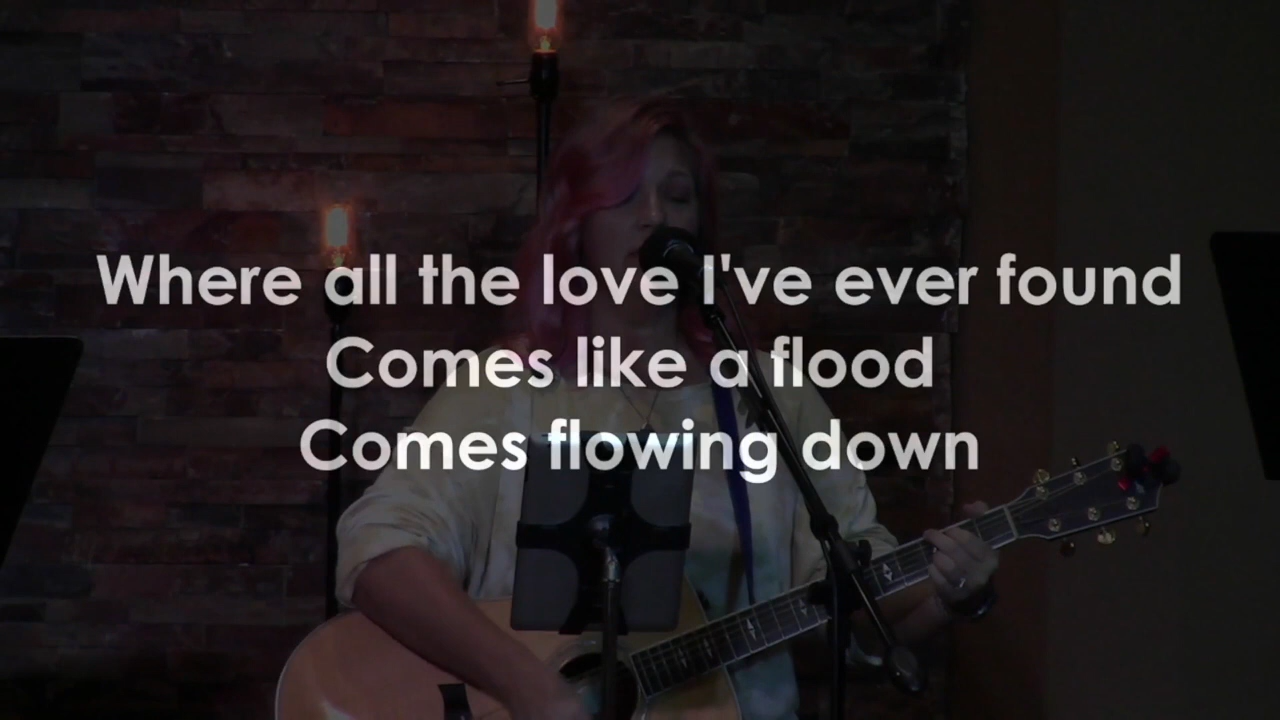 Where all the love I've ever found
Comes like a flood
Comes flowing down